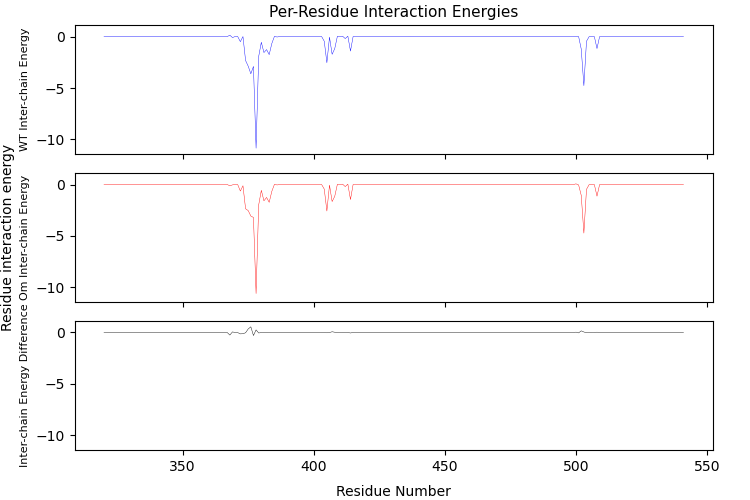 Per-Residue Interaction Energies
Residue interaction energy
WT Inter-chain Energy
0
−5
−10
Om Inter-chain Energy
0
−5
−10
Inter-chain Energy Difference
0
−5
−10
350
400
450
500
550
Residue Number